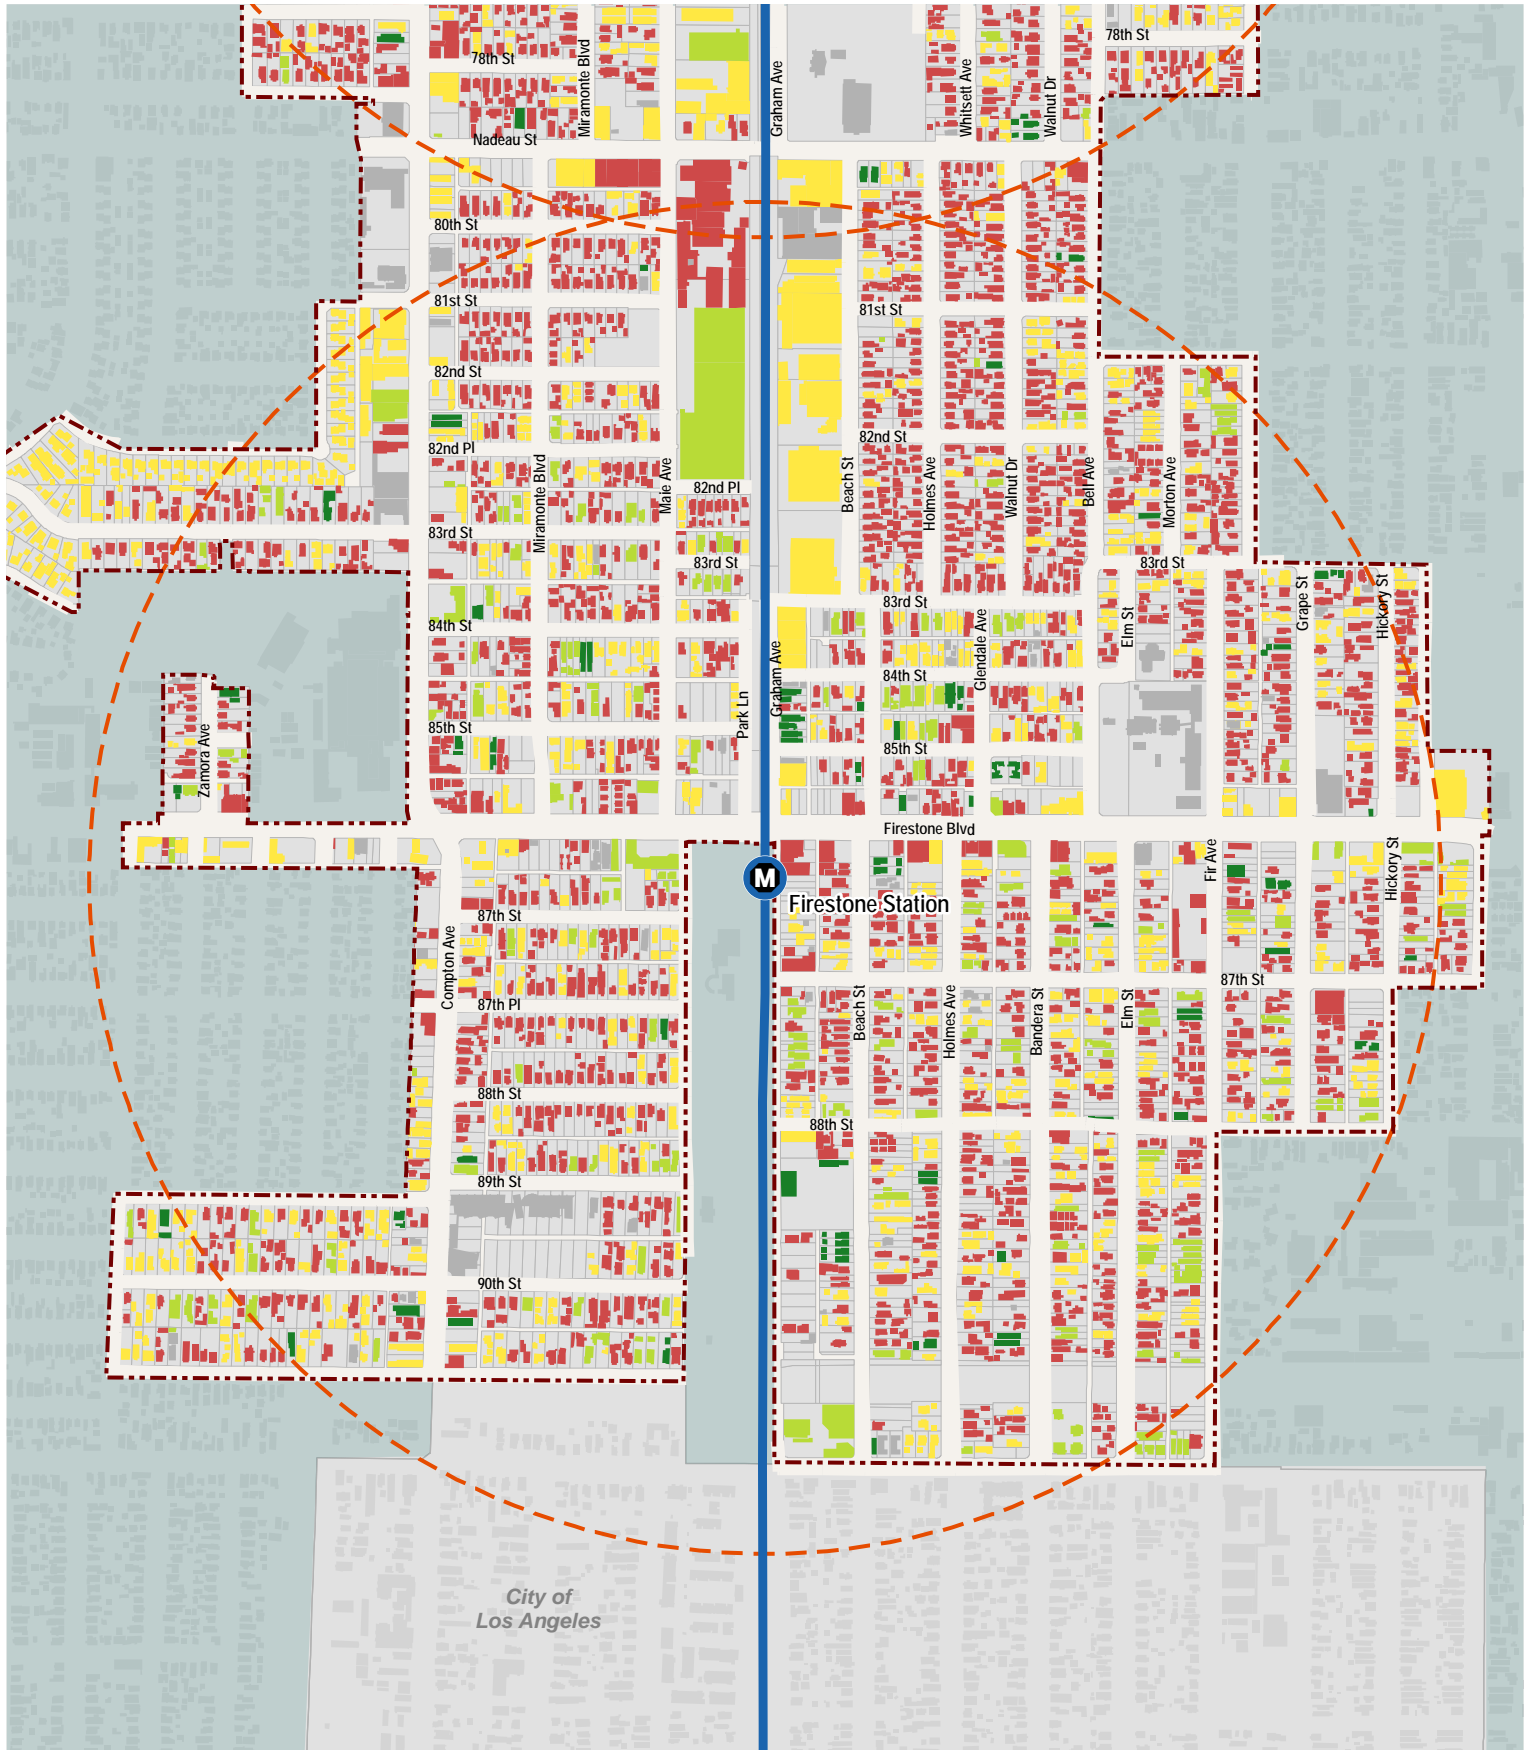 78th St
78th St
Miramonte Blvd
Graham Ave
Whitsett Ave
Walnut Dr
Nadeau St
80th St
81st St
81st St
82nd St
82nd St
82nd Pl
Miramonte Blvd
Maie Ave
82nd Pl
Beach St
Holmes Ave
Walnut Dr
Bell Ave
Morton Ave
83rd St
83rd St
83rd St
83rd St
Elm St
Grape St
Hickory St
84th St
84th St
Glendale Ave
Graham Ave
Park Ln
85th St
85th St
Zamora Ave
Firestone Blvd
Fir Ave
Hickory St
M
Firestone Station
87th St
Compton Ave
87th St
87th Pl
Beach St
Holmes Ave
Bandera St
Elm St
88th St
88th St
89th St
90th St
City of
Los Angeles